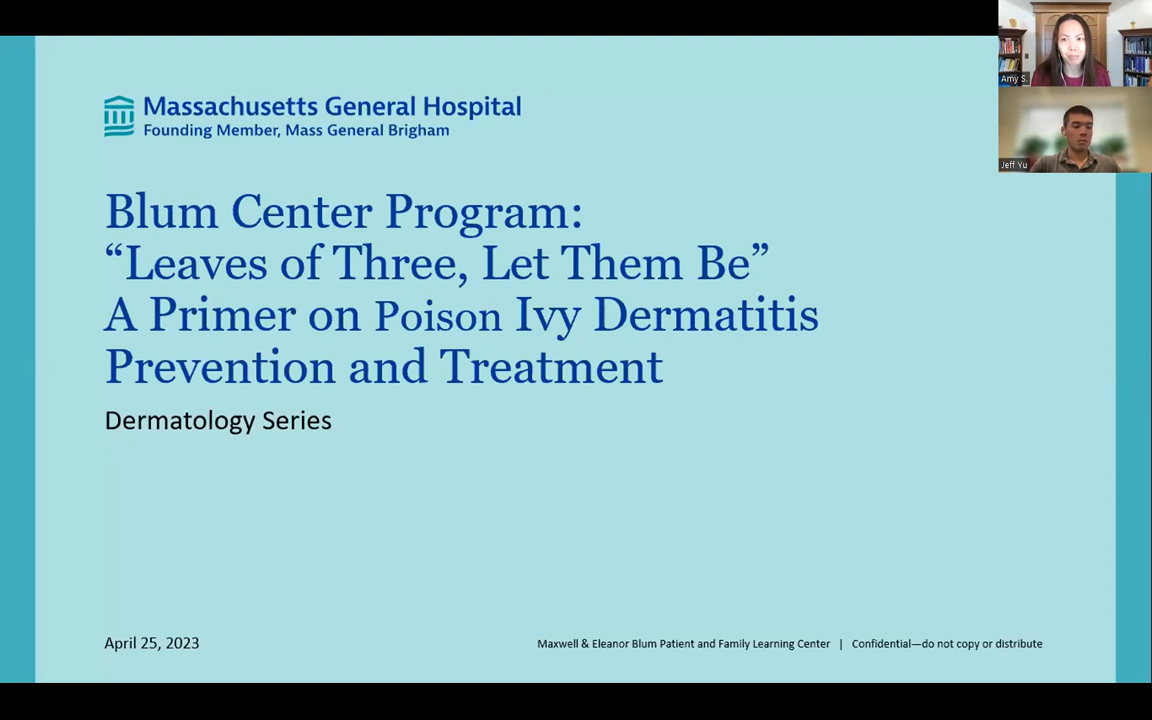 Massachusetts General Hospital
Founding Member, Mass General Brigham
Blum Center Program:
“Leaves of Three, Let Them Be”
A Primer on Poison Ivy Dermatitis
Prevention and Treatment
Dermatology Series
April 25, 2023
Maxwell & Eleanor Blum Patient and Family Learning Center | Confidential—do not copy or distribute
Amy S.
Jeff Yu